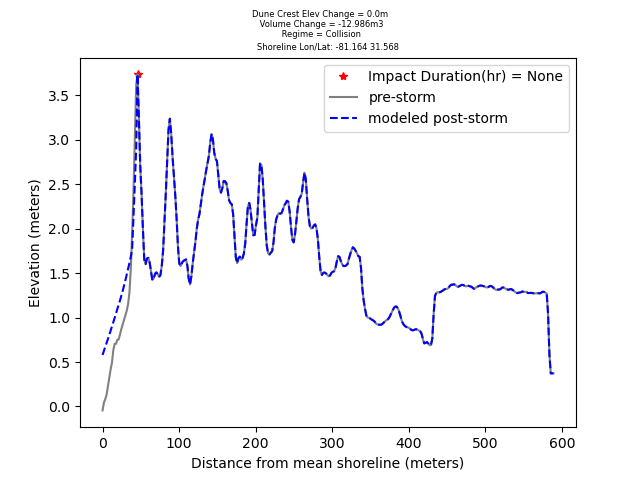 Dune Crest Elev Change = 0.0m
Volume Change = -12.986m3
Regime = Collision
Shoreline Lon/Lat: -81.164 31.568
Impact Duration(hr) = None
pre-storm
modeled post-storm
Elevation (meters)
3.5
3.0
2.5
2.0
1.5
1.0
0.5
0.0
0 100 200 300 400 500 600
Distance from mean shoreline (meters)